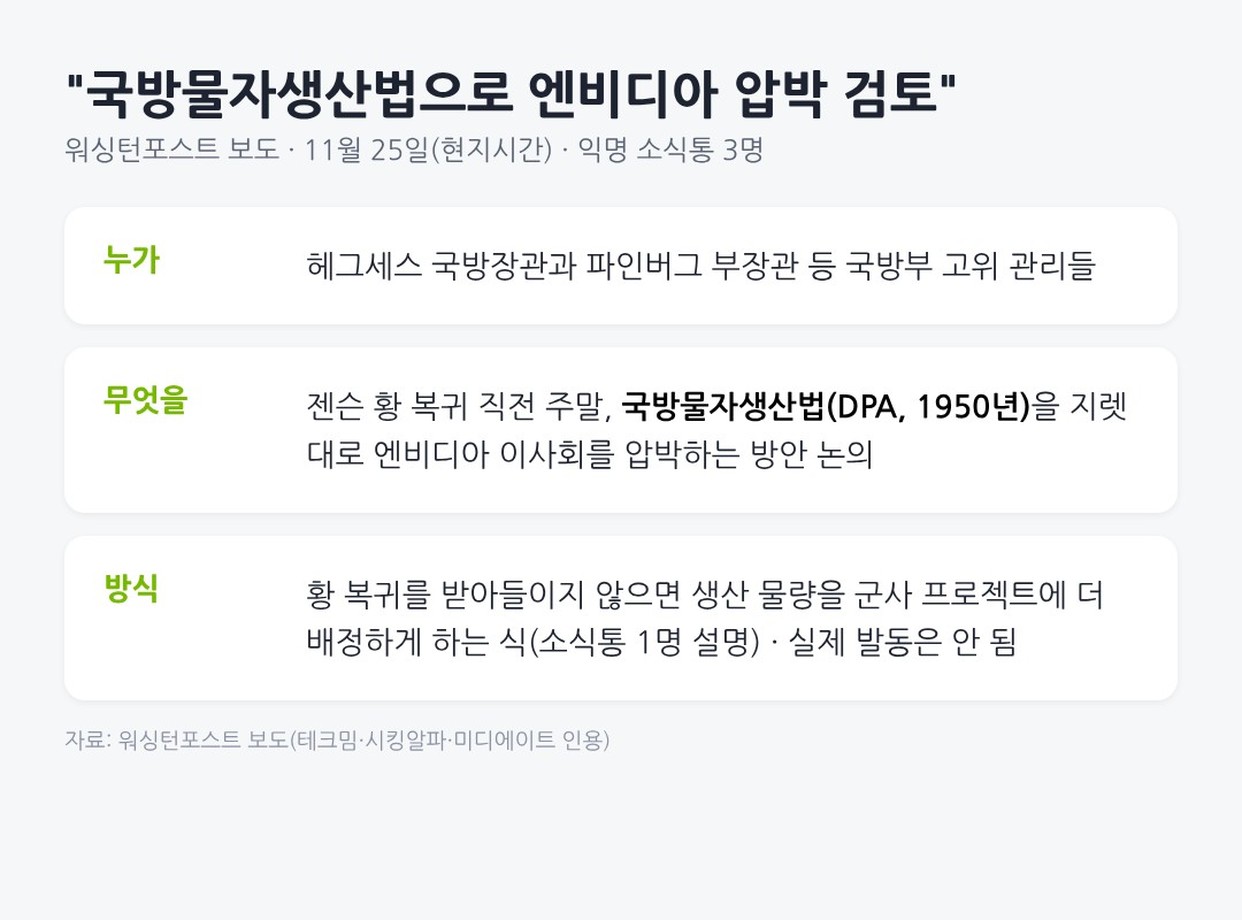 "국방물자생산법으로 엔비디아 압박 검토"
워싱턴포스트 보도 · 11월 25일(현지시간) · 익명 소식통 3명
누가
헤그세스 국방장관과 파인버그 부장관 등 국방부 고위 관리들
무엇을
젠슨 황 복귀 직전 주말, 국방물자생산법(DPA, 1950년)을 지렛
대로 엔비디아 이사회를 압박하는 방안 논의
방식
황 복귀를 받아들이지 않으면 생산 물량을 군사 프로젝트에 더
배정하게 하는 식(소식통 1명 설명) · 실제 발동은 안 됨
자료: 워싱턴포스트 보도(테크밈·시킹알파·미디에이트 인용)